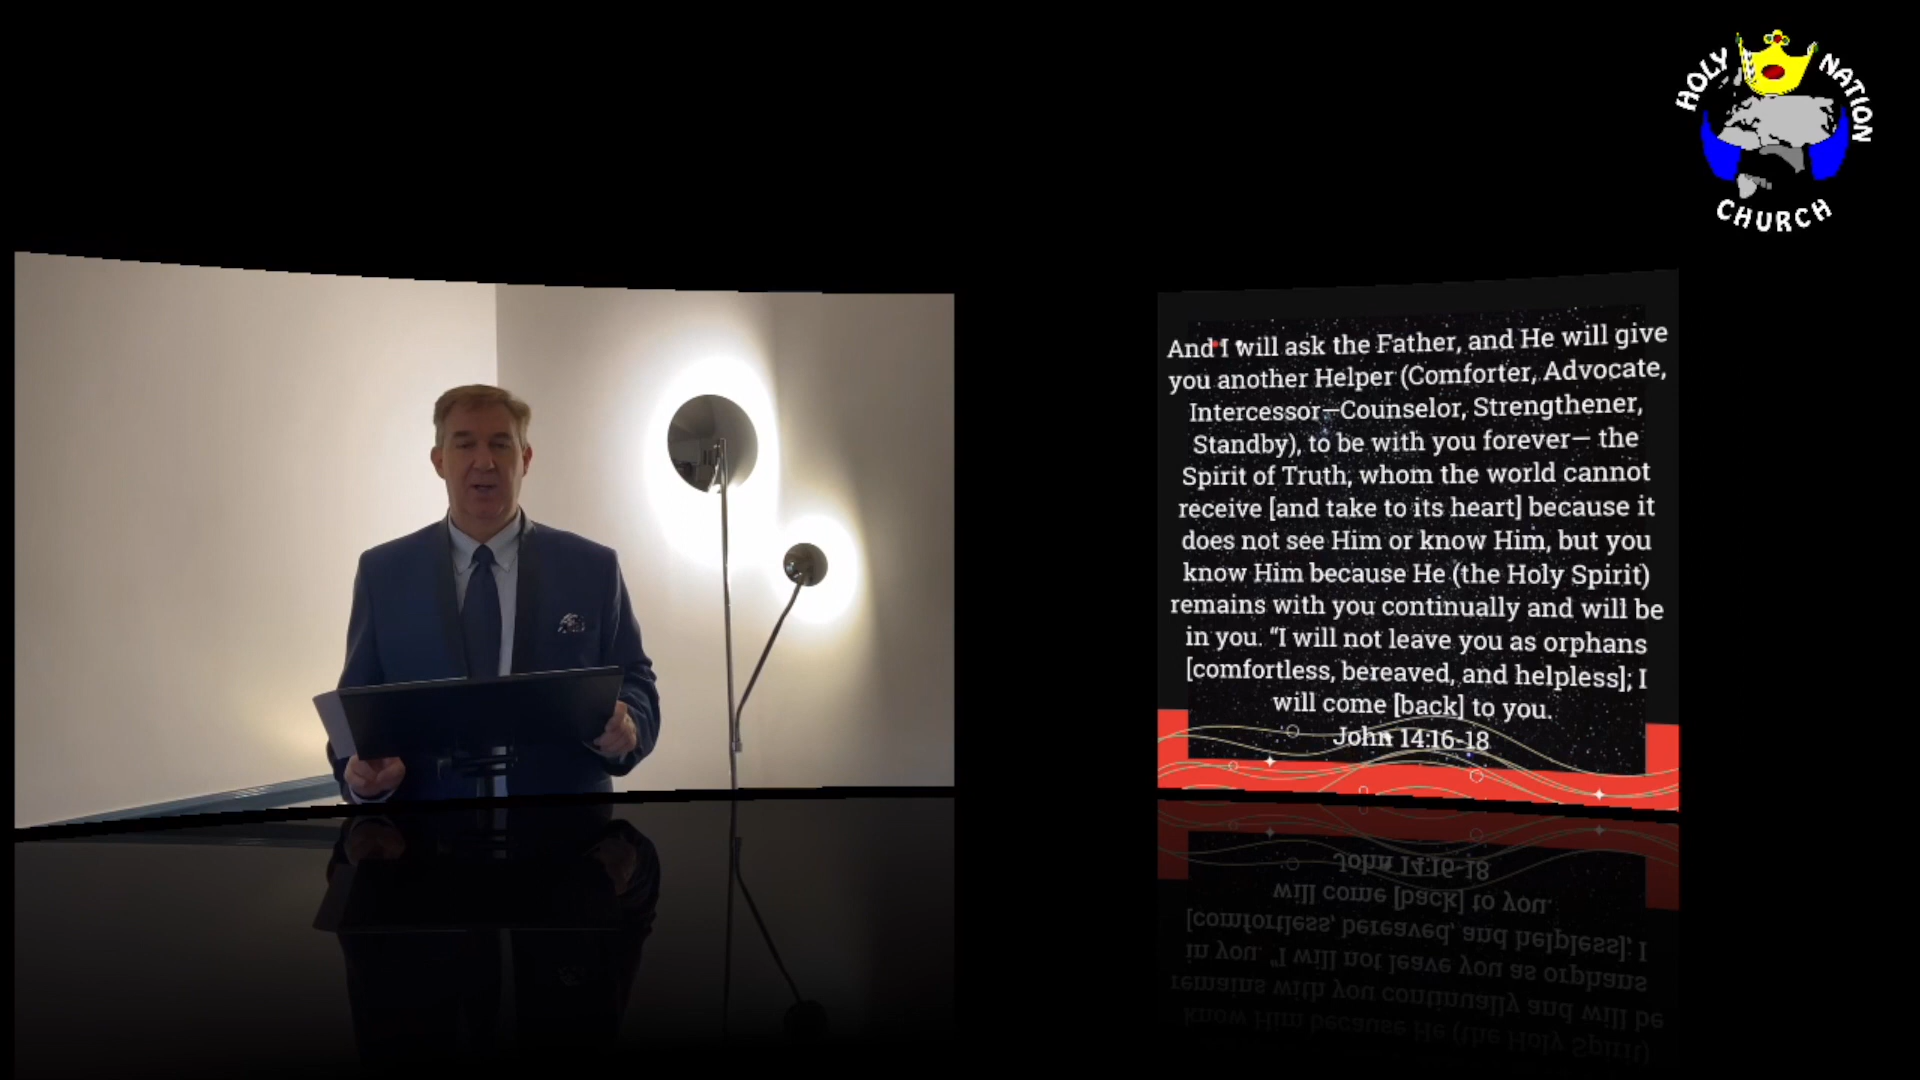 HOLY NATION
CHURCH
And I will ask the Father, and He will give
you another Helper (Comforter, Advocate,
Intercessor—Counselor, Strengthener,
Standby), to be with you forever— the
Spirit of Truth, whom the world cannot
receive [and take to its heart] because it
does not see Him or know Him, but you
know Him because He (the Holy Spirit)
remains with you continually and will be
in you. “I will not leave you as orphans
[comfortless, bereaved, and helpless]; I
will come [back] to you.
John 14:16-18